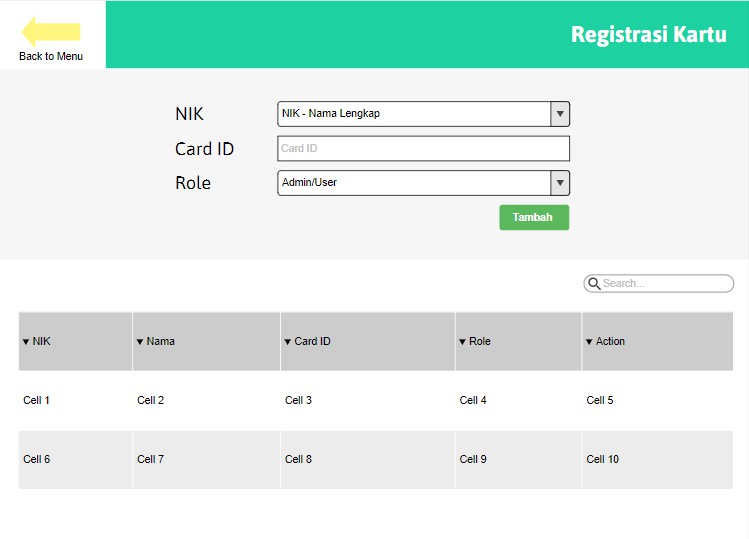 Back to Menu
Registrasi Kartu
NIK
NIK - Nama Lengkap
Card ID
Card ID
Role
Admin/User
Tambah
Search...
NIK Nama Card ID Role Action
Cell 1 Cell 2 Cell 3 Cell 4 Cell 5
Cell 6 Cell 7 Cell 8 Cell 9 Cell 10